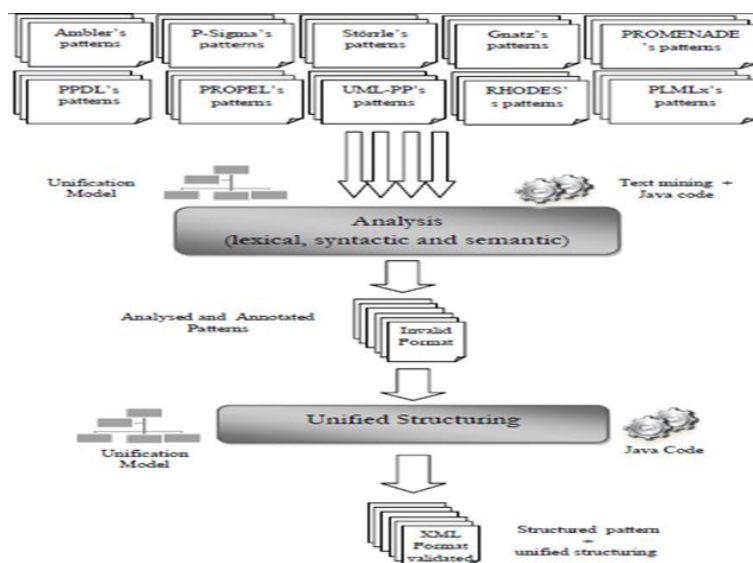 Ambler's
patterns
P-Sigma's
patterns
Störrle's
patterns
Gnatz's
patterns
PROMENADE
's patterns
PPDL's
patterns
PROPEL's
patterns
UML-PP's
patterns
RHODES'
's patterns
PLMLx's
patterns
Unification
Model
Text mining +
Java code
Analysis
(lexical, syntactic and semantic)
Analysed and Annotated
Patterns
Invalid
Format
Unified Structuring
Unification
Model
Java Code
XML
Format
validated
Structured pattern
+
unified structuring